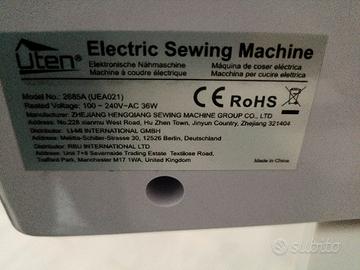 Uten®
Electric Sewing Machine
Elektronische Nähmaschine
Máquina de coser eléctrica
Machine à coudre électrique
Macchina per cucire elettrica
Model No.: 2685A (UEA021)
Rated Voltage: 100 ~ 240V~AC 36W
CE RoHS
Manufacturer: ZHEJIANG HENGQIANG SEWING MACHINE GROUP CO., LTD
Address: No.228 xianmu West Road, Hu Zhen Town, Jinyun Country, Zhejiang 321404
Distributor: LI-MI INTERNATIONAL GMBH
Address: Melitta-Schiller-Strasse, 30, 12526 Berlin, Deutschland
Distributor: RBU INTERNATIONAL LTD
Address: Unit 7+8 Severnside Trading Estate Textilose Road,
Trafford Park, Manchester M17 1WA, United Kingdom
Made in China
subito